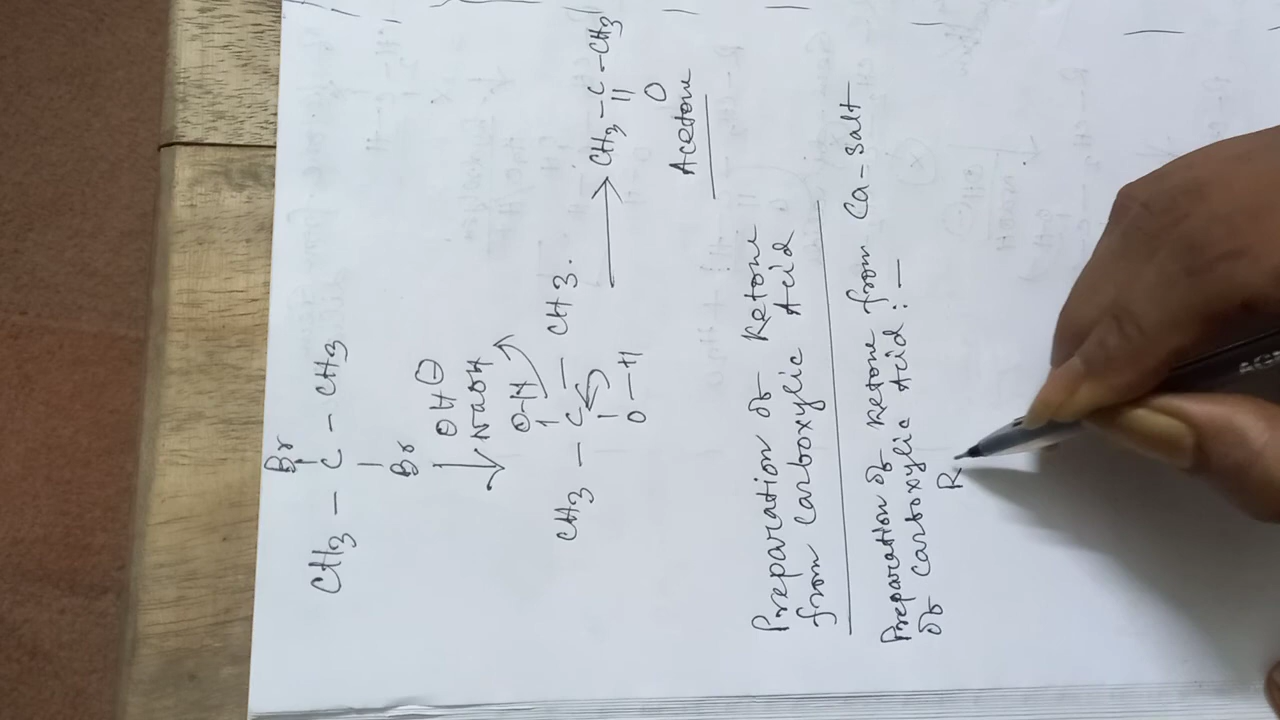 Br
CH3 — C — CH3
Br
OH⊖
NaOH
O-H
CH3 — C — CH3.
O—H
CH3 — C — CH3
O
Acetone
Preparation of Ketone
from carboxylic Acid
Preparation of Ketone from Ca-salt
of carboxylic Acid :—
R